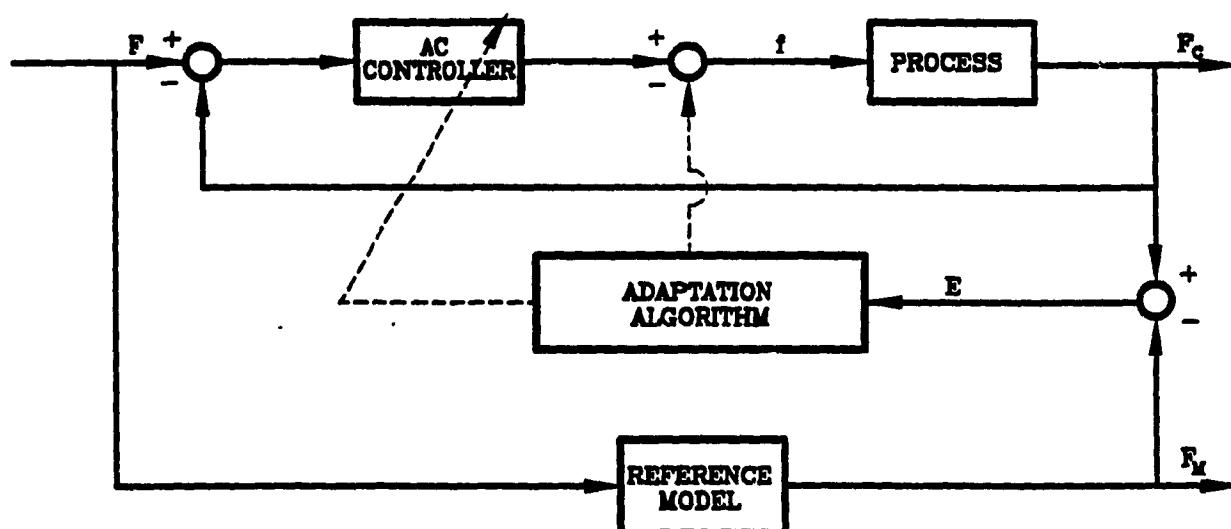 F
+
−
AC
CONTROLLER
+
−
f
PROCESS
F_C
ADAPTATION
ALGORITHM
E
+
−
REFERENCE
MODEL
F_M